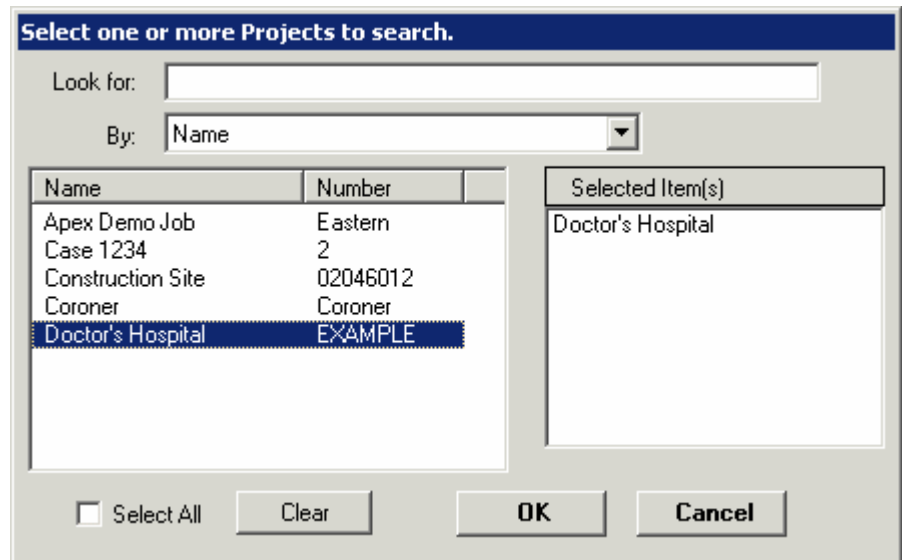 Select one or more Projects to search.
Look for:
By: Name
Name Number
Selected Item(s)
Apex Demo Job Eastern
Doctor's Hospital
Case 1234 2
Construction Site 02046012
Coroner Coroner
Doctor's Hospital EXAMPLE
Select All Clear OK Cancel